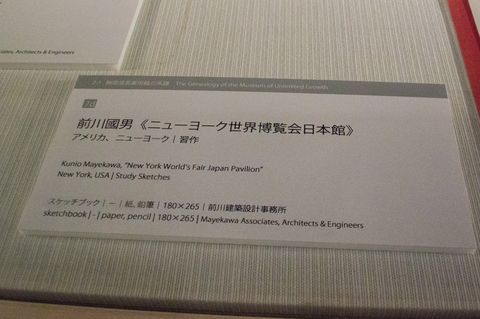 Associates, Architects & Engineers
The Genealogy of the Museum of Unlimited Growth
前川國男《ニューヨーク世界博覧会日本館》
アメリカ、ニューヨーク｜習作
Kunio Mayekawa, "New York World's Fair Japan Pavilion"
New York, USA | Study Sketches
スケッチブック｜－｜紙、鉛筆｜180×265｜前川建築設計事務所
sketchbook | - | paper, pencil | 180×265 | Mayekawa Associates, Architects & Engineers